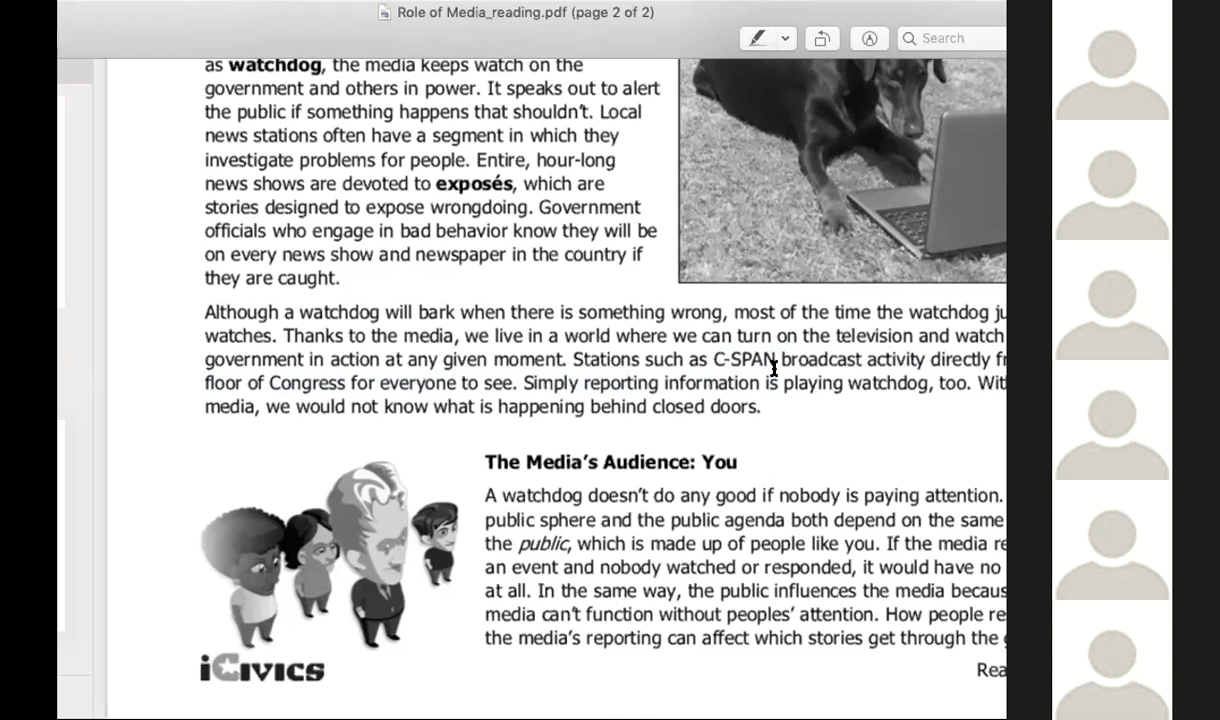 Role of Media_reading.pdf (page 2 of 2)
Search
as watchdog, the media keeps watch on the
government and others in power. It speaks out to alert
the public if something happens that shouldn't. Local
news stations often have a segment in which they
investigate problems for people. Entire, hour-long
news shows are devoted to exposés, which are
stories designed to expose wrongdoing. Government
officials who engage in bad behavior know they will be
on every news show and newspaper in the country if
they are caught.
Although a watchdog will bark when there is something wrong, most of the time the watchdog ju
watches. Thanks to the media, we live in a world where we can turn on the television and watch
government in action at any given moment. Stations such as C-SPAN broadcast activity directly fr
floor of Congress for everyone to see. Simply reporting information is playing watchdog, too. Wit
media, we would not know what is happening behind closed doors.
The Media's Audience: You
A watchdog doesn't do any good if nobody is paying attention.
public sphere and the public agenda both depend on the same
the public, which is made up of people like you. If the media re
an event and nobody watched or responded, it would have no
at all. In the same way, the public influences the media becaus
media can't function without peoples' attention. How people re
the media's reporting can affect which stories get through the g
iCivics
Rea